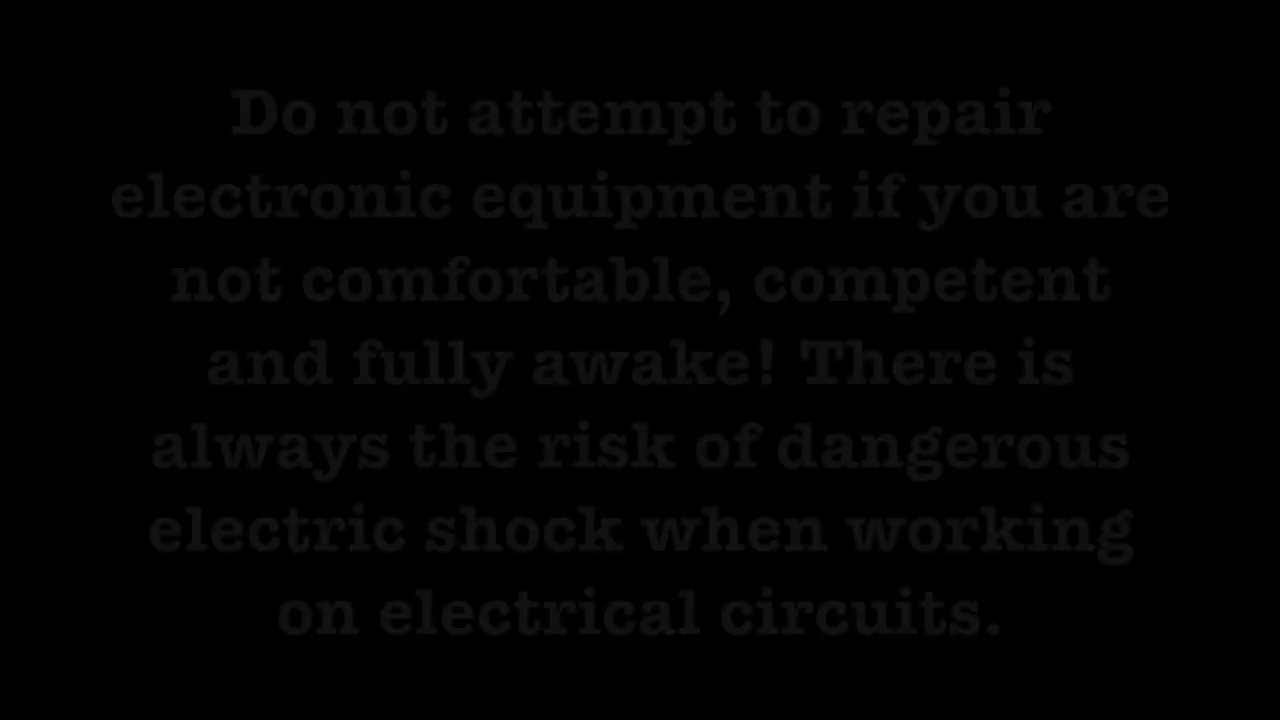 Do not attempt to repair
electronic equipment if you are
not comfortable, competent
and fully awake! There is
always the risk of dangerous
electric shock when working
on electrical circuits.